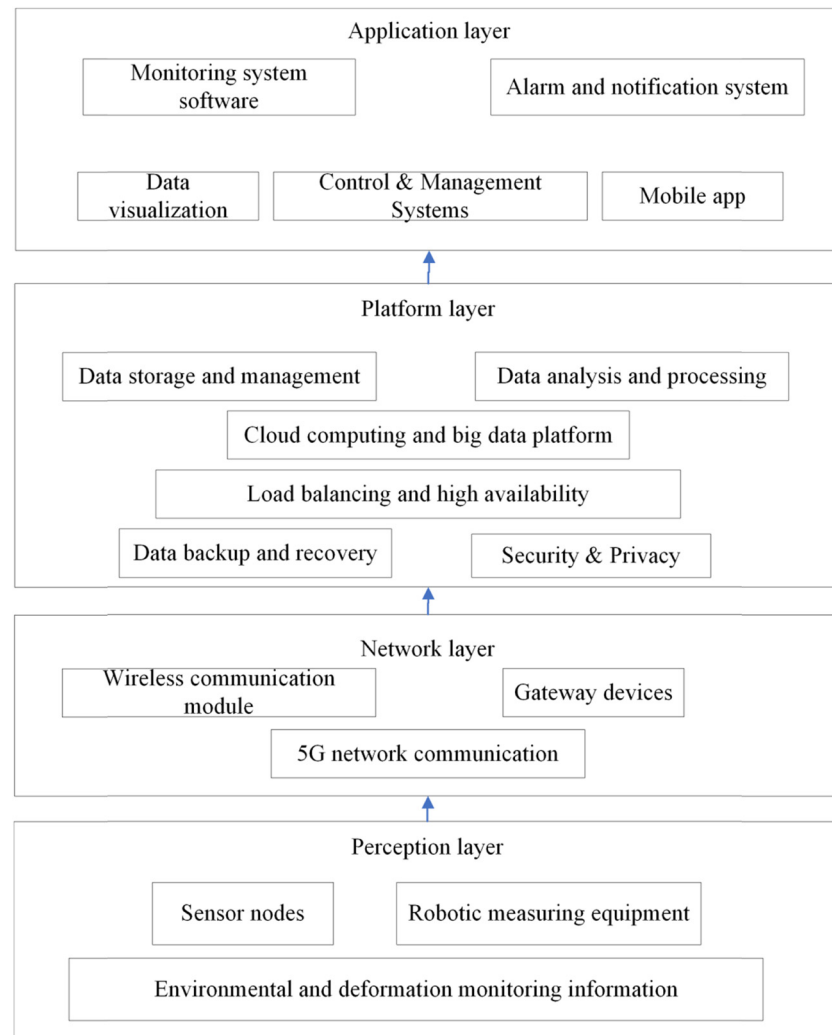 Application layer
Monitoring system
software
Alarm and notification system
Data
visualization
Control & Management
Systems
Mobile app
Platform layer
Data storage and management
Data analysis and processing
Cloud computing and big data platform
Load balancing and high availability
Data backup and recovery
Security & Privacy
Network layer
Wireless communication
module
Gateway devices
5G network communication
Perception layer
Sensor nodes
Robotic measuring equipment
Environmental and deformation monitoring information